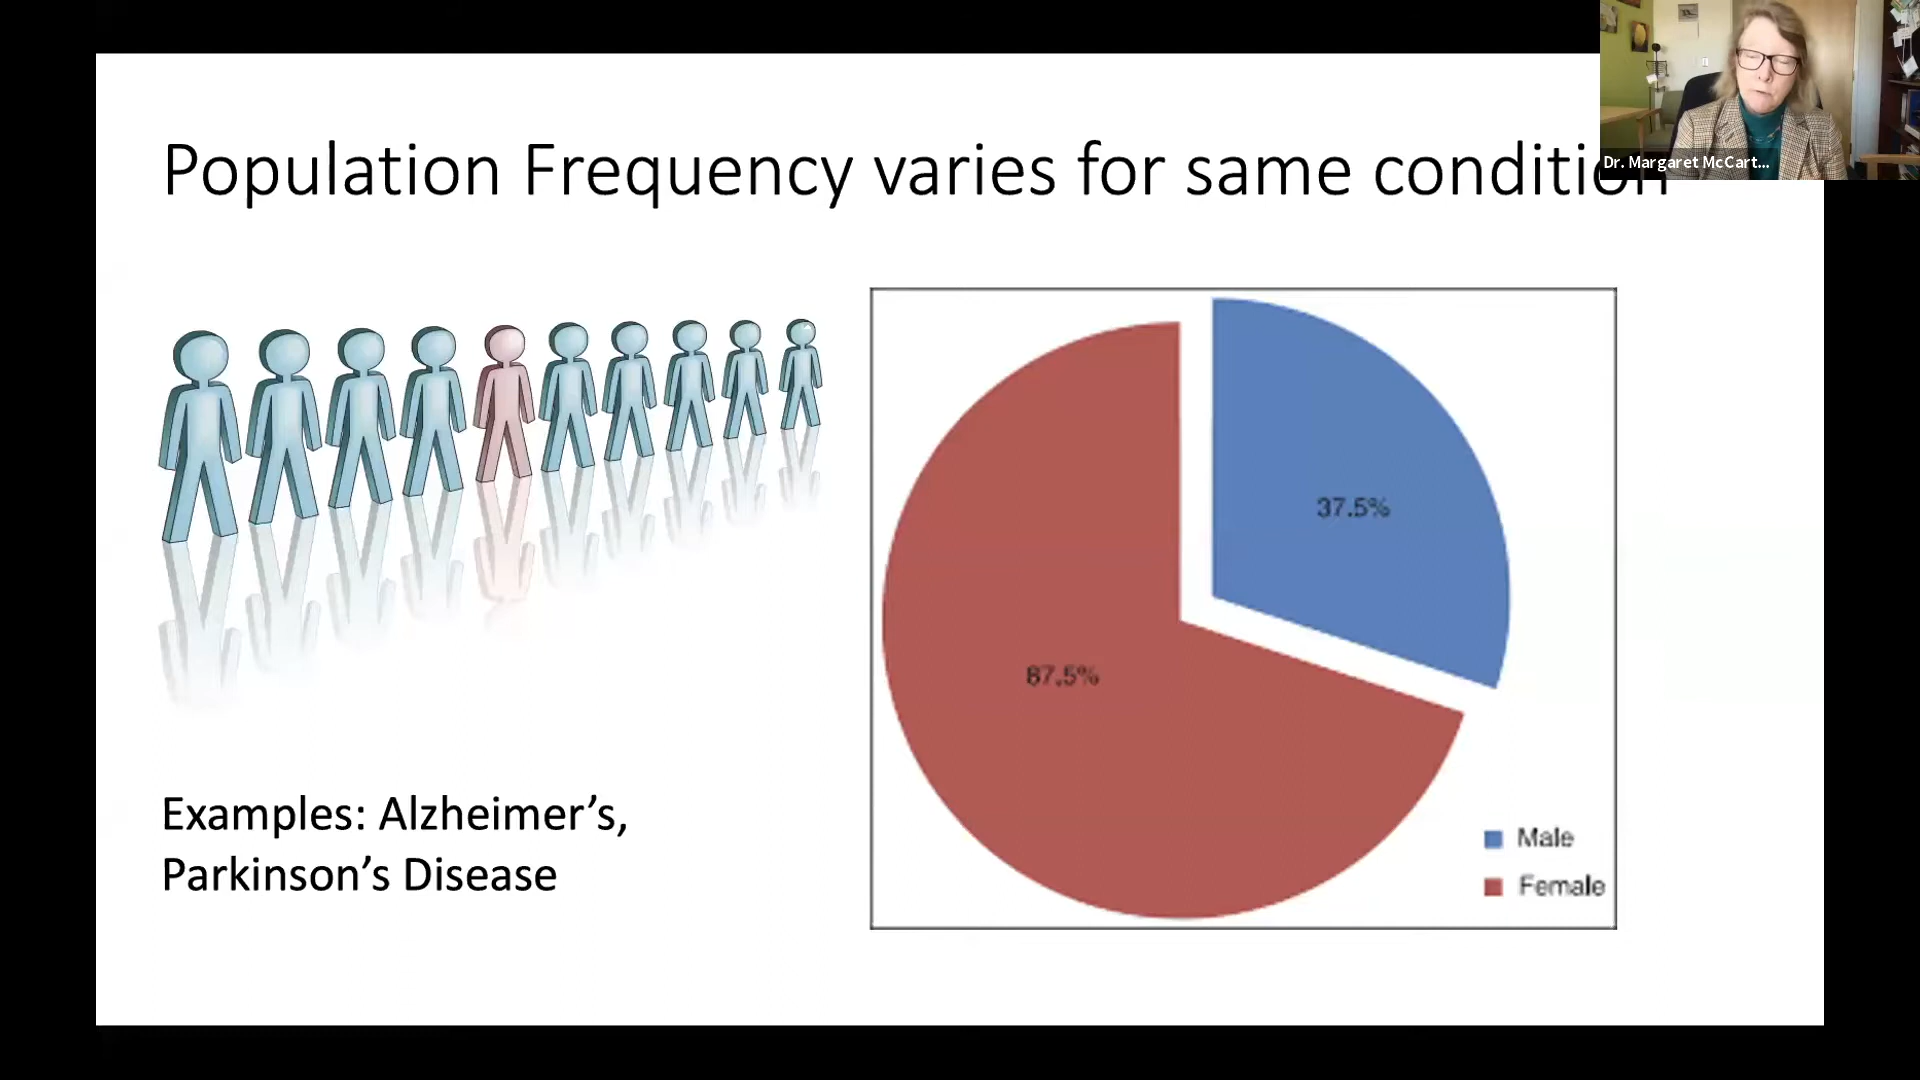 Population Frequency varies for same condition
Dr. Margaret McCart...
37.5%
87.5%
Male
Female
Examples: Alzheimer’s,
Parkinson’s Disease